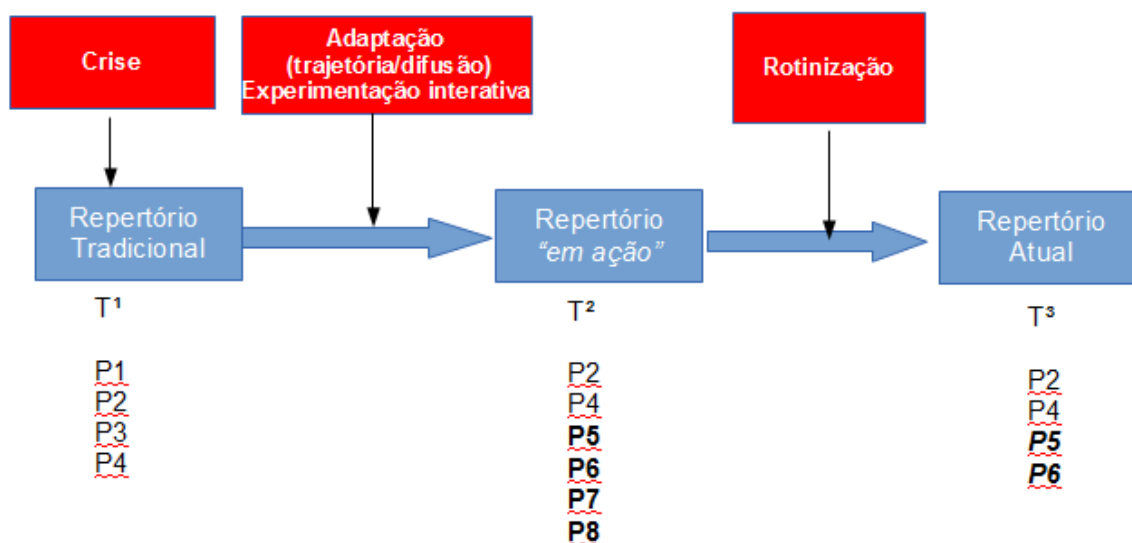 Crise
Adaptação
(trajetória/difusão)
Experimentação interativa
Rotinização
Repertório
Tradicional
Repertório
“em ação”
Repertório
Atual
T¹
T²
T³
P1
P2
P3
P4
P2
P4
P5
P6
P7
P8
P2
P4
P5
P6